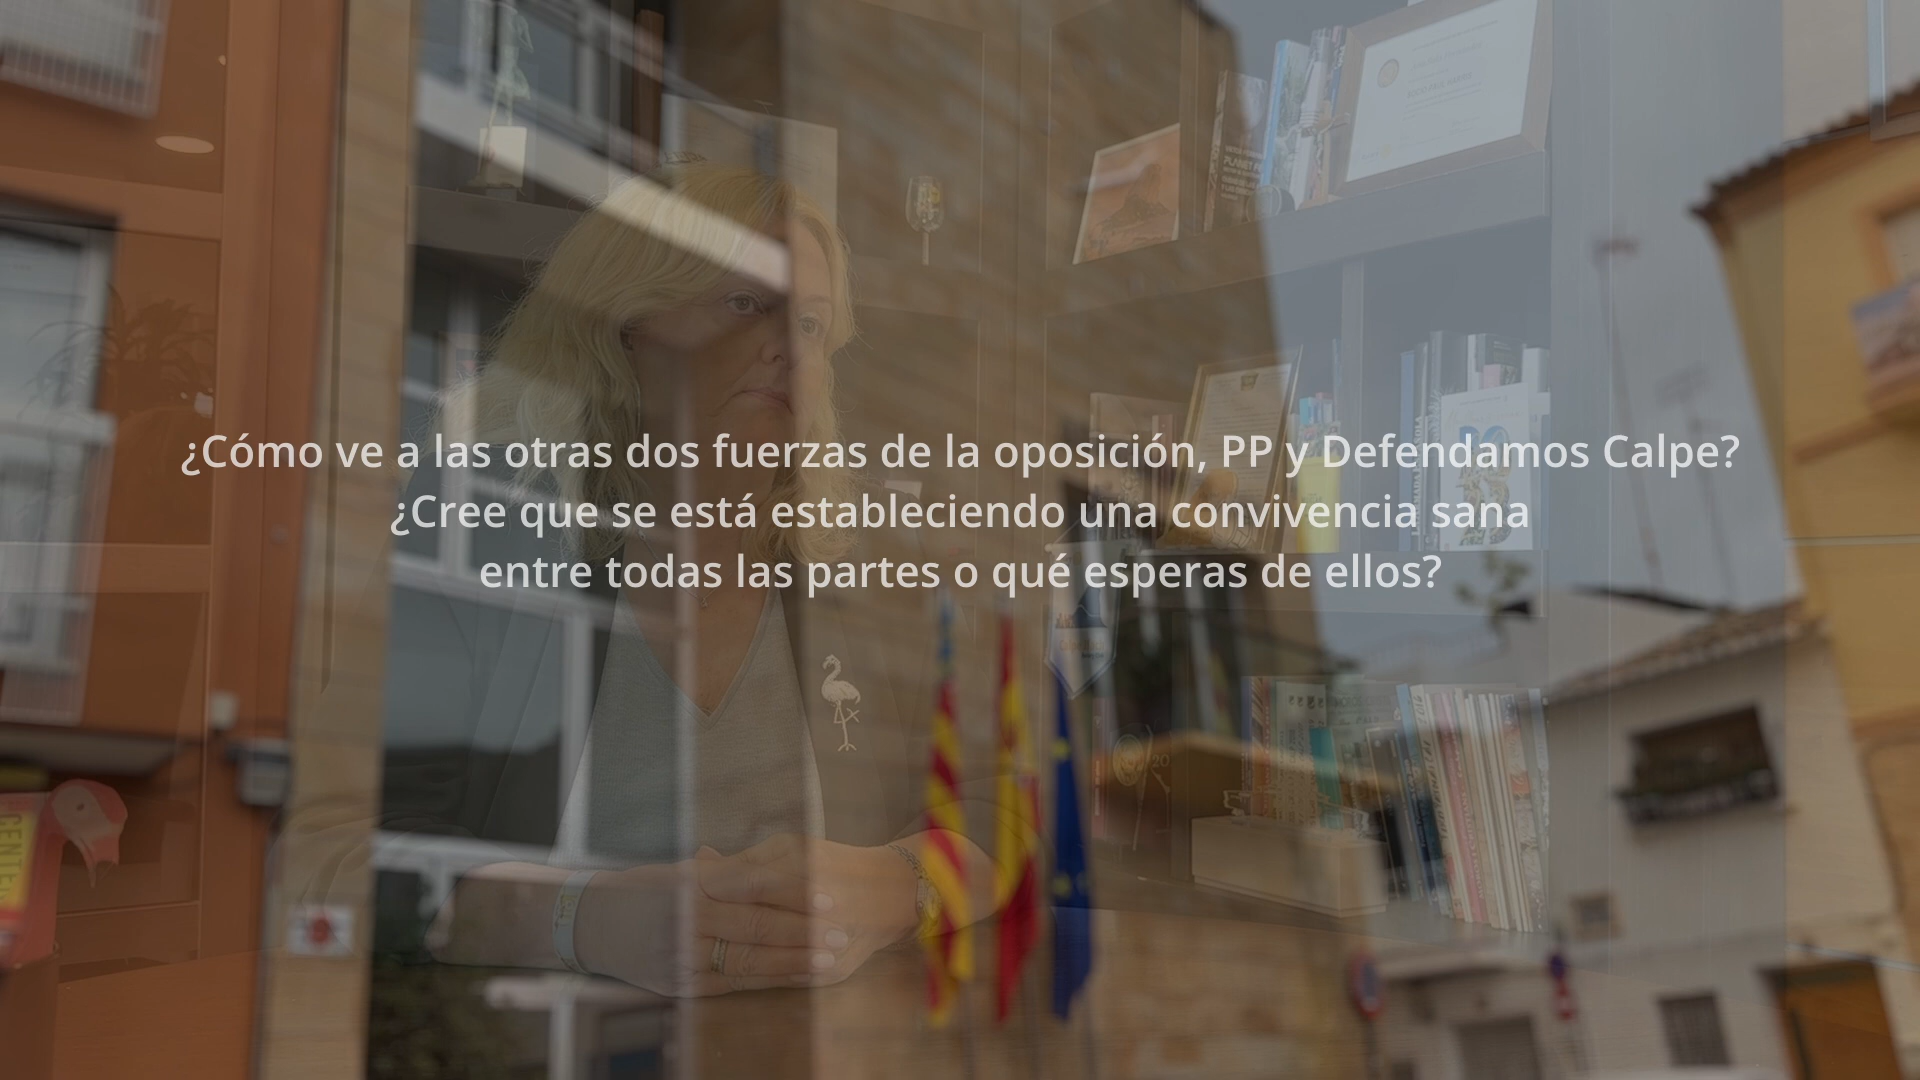 ¿Cómo ve a las otras dos fuerzas de la oposición, PP y Defendamos Calpe?
¿Cree que se está estableciendo una convivencia sana
entre todas las partes o qué esperas de ellos?